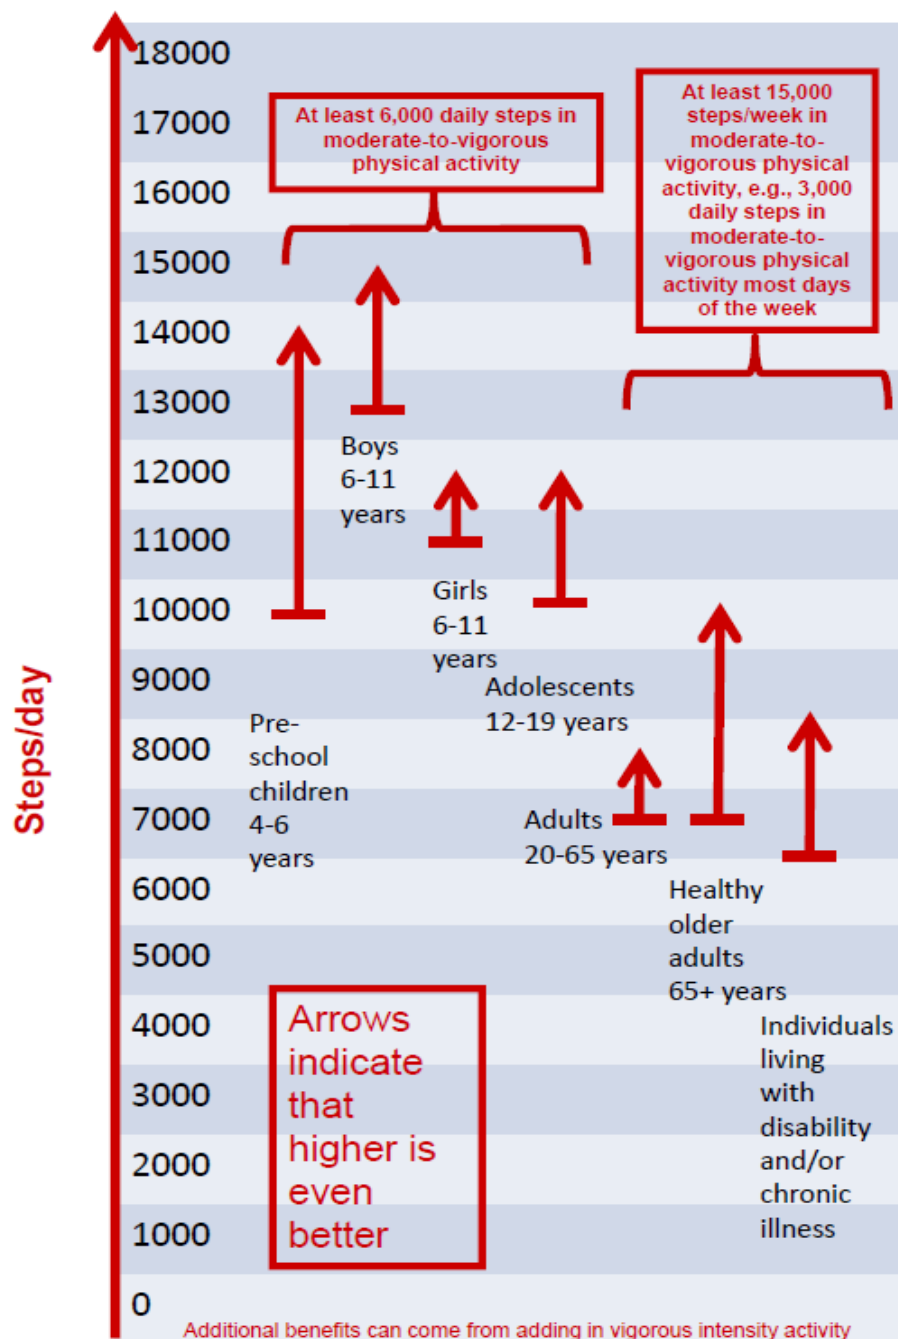 18000
17000
16000
15000
14000
13000
12000
11000
10000
9000
8000
7000
6000
5000
4000
3000
2000
1000
0
Steps/day
At least 6,000 daily steps in
moderate-to-vigorous
physical activity
At least 15,000
steps/week in
moderate-to-
vigorous physical
activity, e.g., 3,000
daily steps in
moderate-to-
vigorous physical
activity most days
of the week
Pre-
school
children
4-6
years
Boys
6-11
years
Girls
6-11
years
Adolescents
12-19 years
Adults
20-65 years
Healthy
older
adults
65+ years
Individuals
living
with
disability
and/or
chronic
illness
Arrows
indicate
that
higher is
even
better
Additional benefits can come from adding in vigorous intensity activity